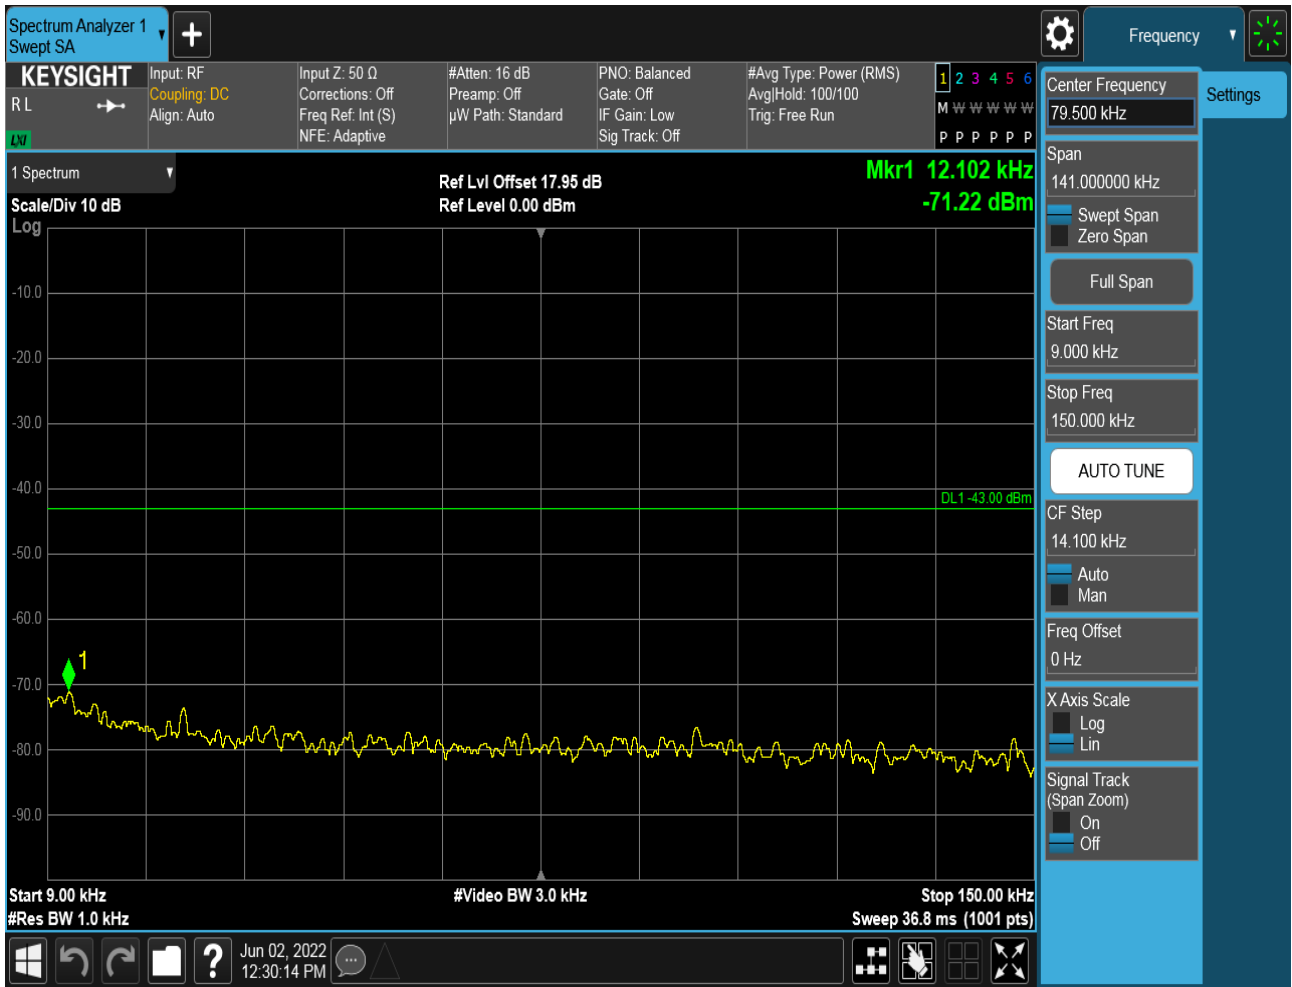 Spectrum Analyzer 1
Swept SA
Frequency
KEYSIGHT
R L
LXI
Input: RF
Coupling: DC
Align: Auto
Input Z: 50 Ω
Corrections: Off
Freq Ref: Int (S)
NFE: Adaptive
#Atten: 16 dB
Preamp: Off
µW Path: Standard
PNO: Balanced
Gate: Off
IF Gain: Low
Sig Track: Off
#Avg Type: Power (RMS)
Avg|Hold: 100/100
Trig: Free Run
1 2 3 4 5 6
M W W W W W
P P P P P P
1 Spectrum
Scale/Div 10 dB
Log
Ref Lvl Offset 17.95 dB
Ref Level 0.00 dBm
Mkr1 12.102 kHz
-71.22 dBm
-10.0
-20.0
-30.0
-40.0
DL1 -43.00 dBm
-50.0
-60.0
1
-70.0
-80.0
-90.0
Start 9.00 kHz
#Video BW 3.0 kHz
Stop 150.00 kHz
#Res BW 1.0 kHz
Sweep 36.8 ms (1001 pts)
Jun 02, 2022
12:30:14 PM
?
Center Frequency
79.500 kHz
Settings
Span
141.000000 kHz
Swept Span
Zero Span
Full Span
Start Freq
9.000 kHz
Stop Freq
150.000 kHz
AUTO TUNE
CF Step
14.100 kHz
Auto
Man
Freq Offset
0 Hz
X Axis Scale
Log
Lin
Signal Track
(Span Zoom)
On
Off